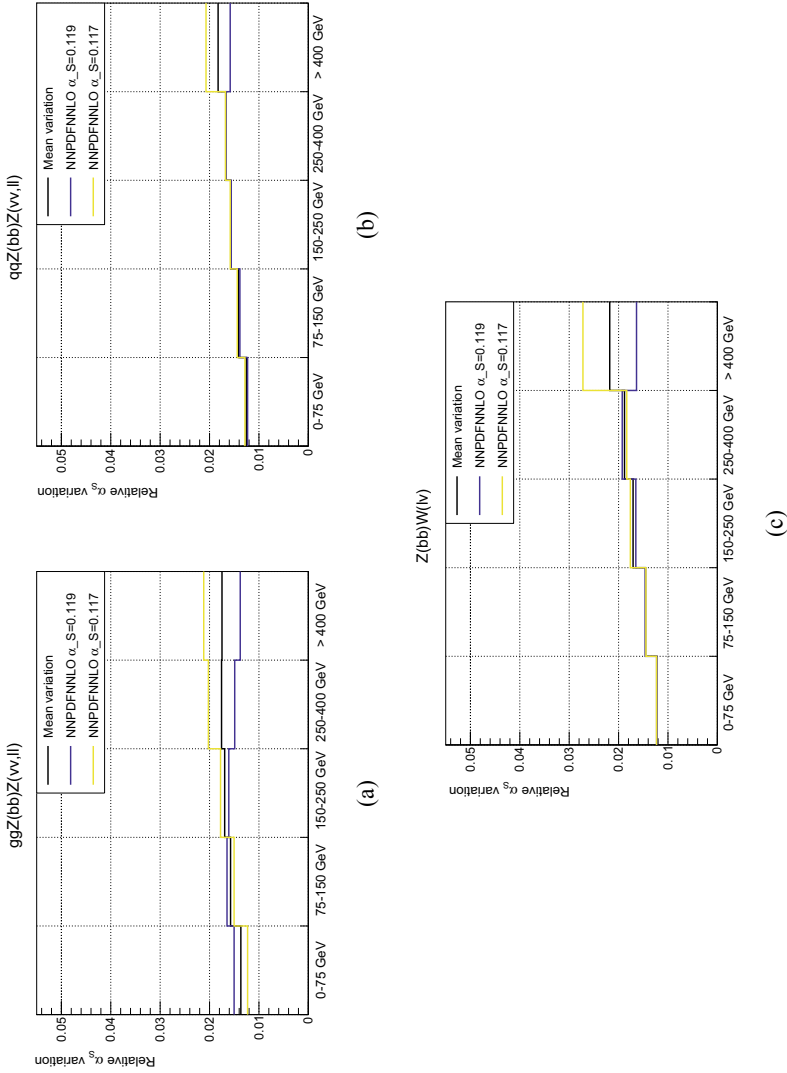 ggZ(bb)Z(vv,ll)
Relative α_S variation
0.05
0.04
0.03
0.02
0.01
0
Mean variation
NNPDFNNLO α_S=0.119
NNPDFNNLO α_S=0.117
0-75 GeV
75-150 GeV
150-250 GeV
250-400 GeV
> 400 GeV
(a)
qqZ(bb)Z(vv,ll)
Relative α_S variation
0.05
0.04
0.03
0.02
0.01
0
Mean variation
NNPDFNNLO α_S=0.119
NNPDFNNLO α_S=0.117
0-75 GeV
75-150 GeV
150-250 GeV
250-400 GeV
> 400 GeV
(b)
Z(bb)W(lv)
Relative α_S variation
0.05
0.04
0.03
0.02
0.01
0
Mean variation
NNPDFNNLO α_S=0.119
NNPDFNNLO α_S=0.117
0-75 GeV
75-150 GeV
150-250 GeV
250-400 GeV
> 400 GeV
(c)